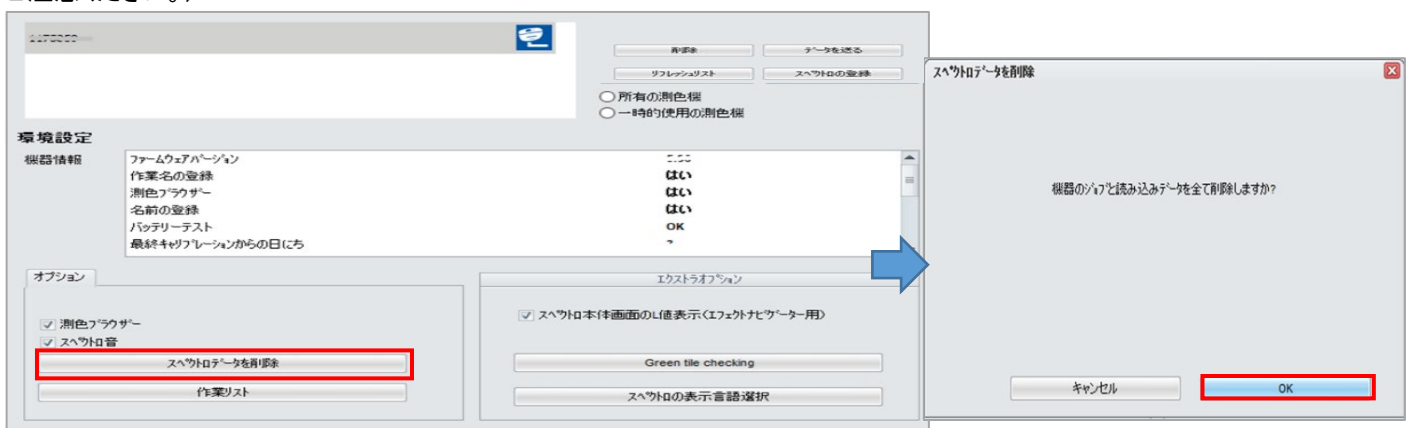 削除
データを送る
リフレッシュリスト
スペクトロの登録
所有の測色機
一時的使用の測色機
環境設定
機器情報
ファームウェアバージョン
作業名の登録 はい
測色ブラウザー はい
名前の登録 はい
バッテリーテスト OK
最終キャリブレーションからの日にち ?
オプション
測色ブラウザー
スペクトロ音
スペクトロデータを削除
作業リスト
エクストラオプション
スペクトロ本体画面のL値表示(エフェクトナビゲーター用)
Green tile checking
スペクトロの表示言語選択
スペクトロデータを削除
機器のジョブと読み込みデータを全て削除しますか?
キャンセル
OK